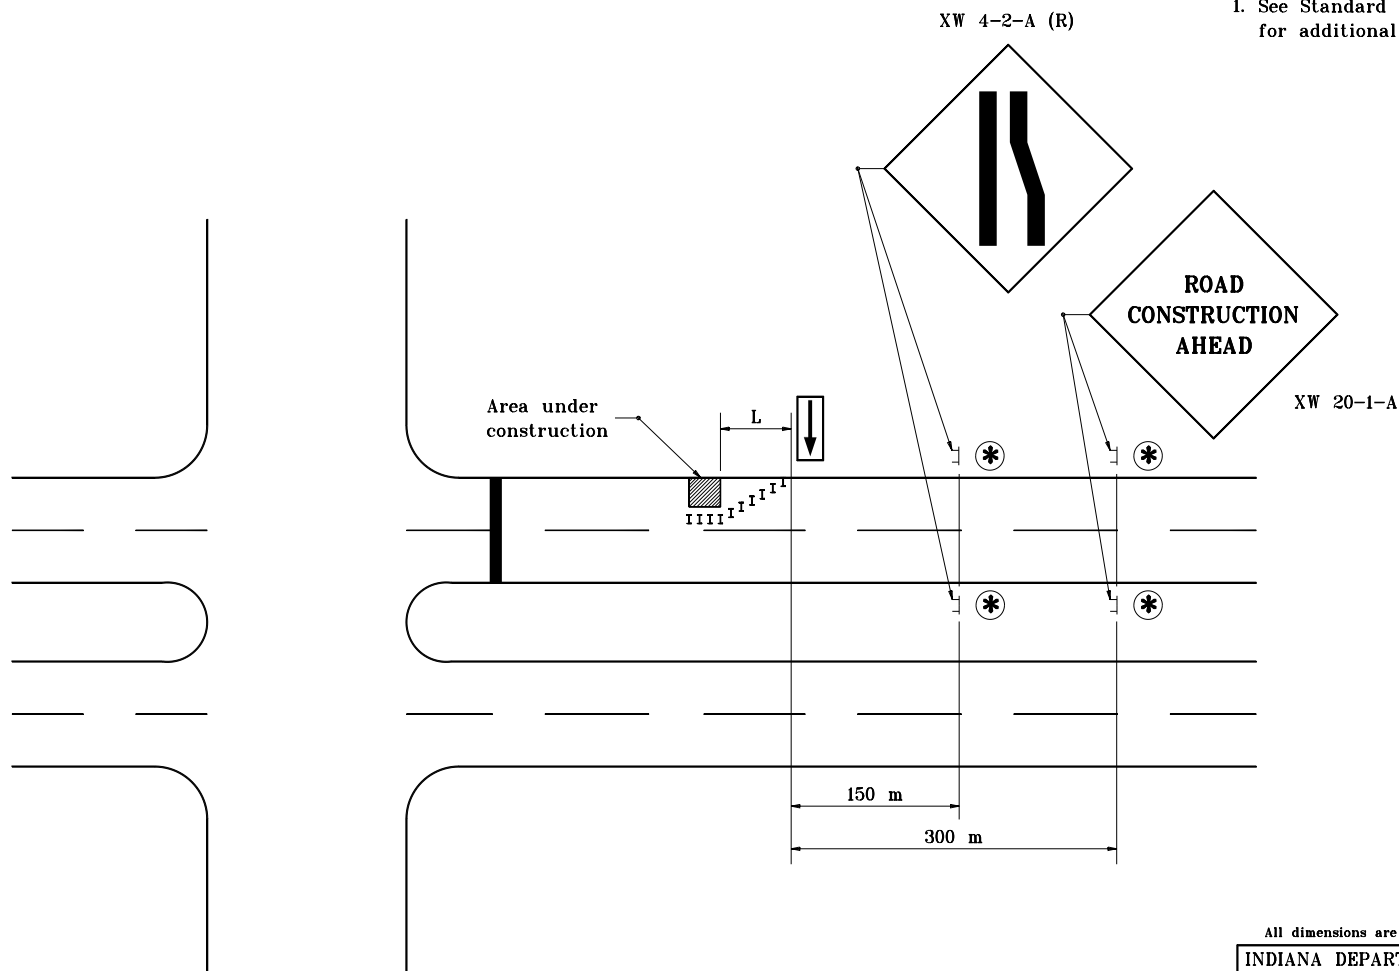 XW 4-2-A (R)
1. See Standard
for additional
ROAD
CONSTRUCTION
AHEAD
XW 20-1-A
Area under
construction
L
150 m
300 m
All dimensions are
INDIANA DEPART